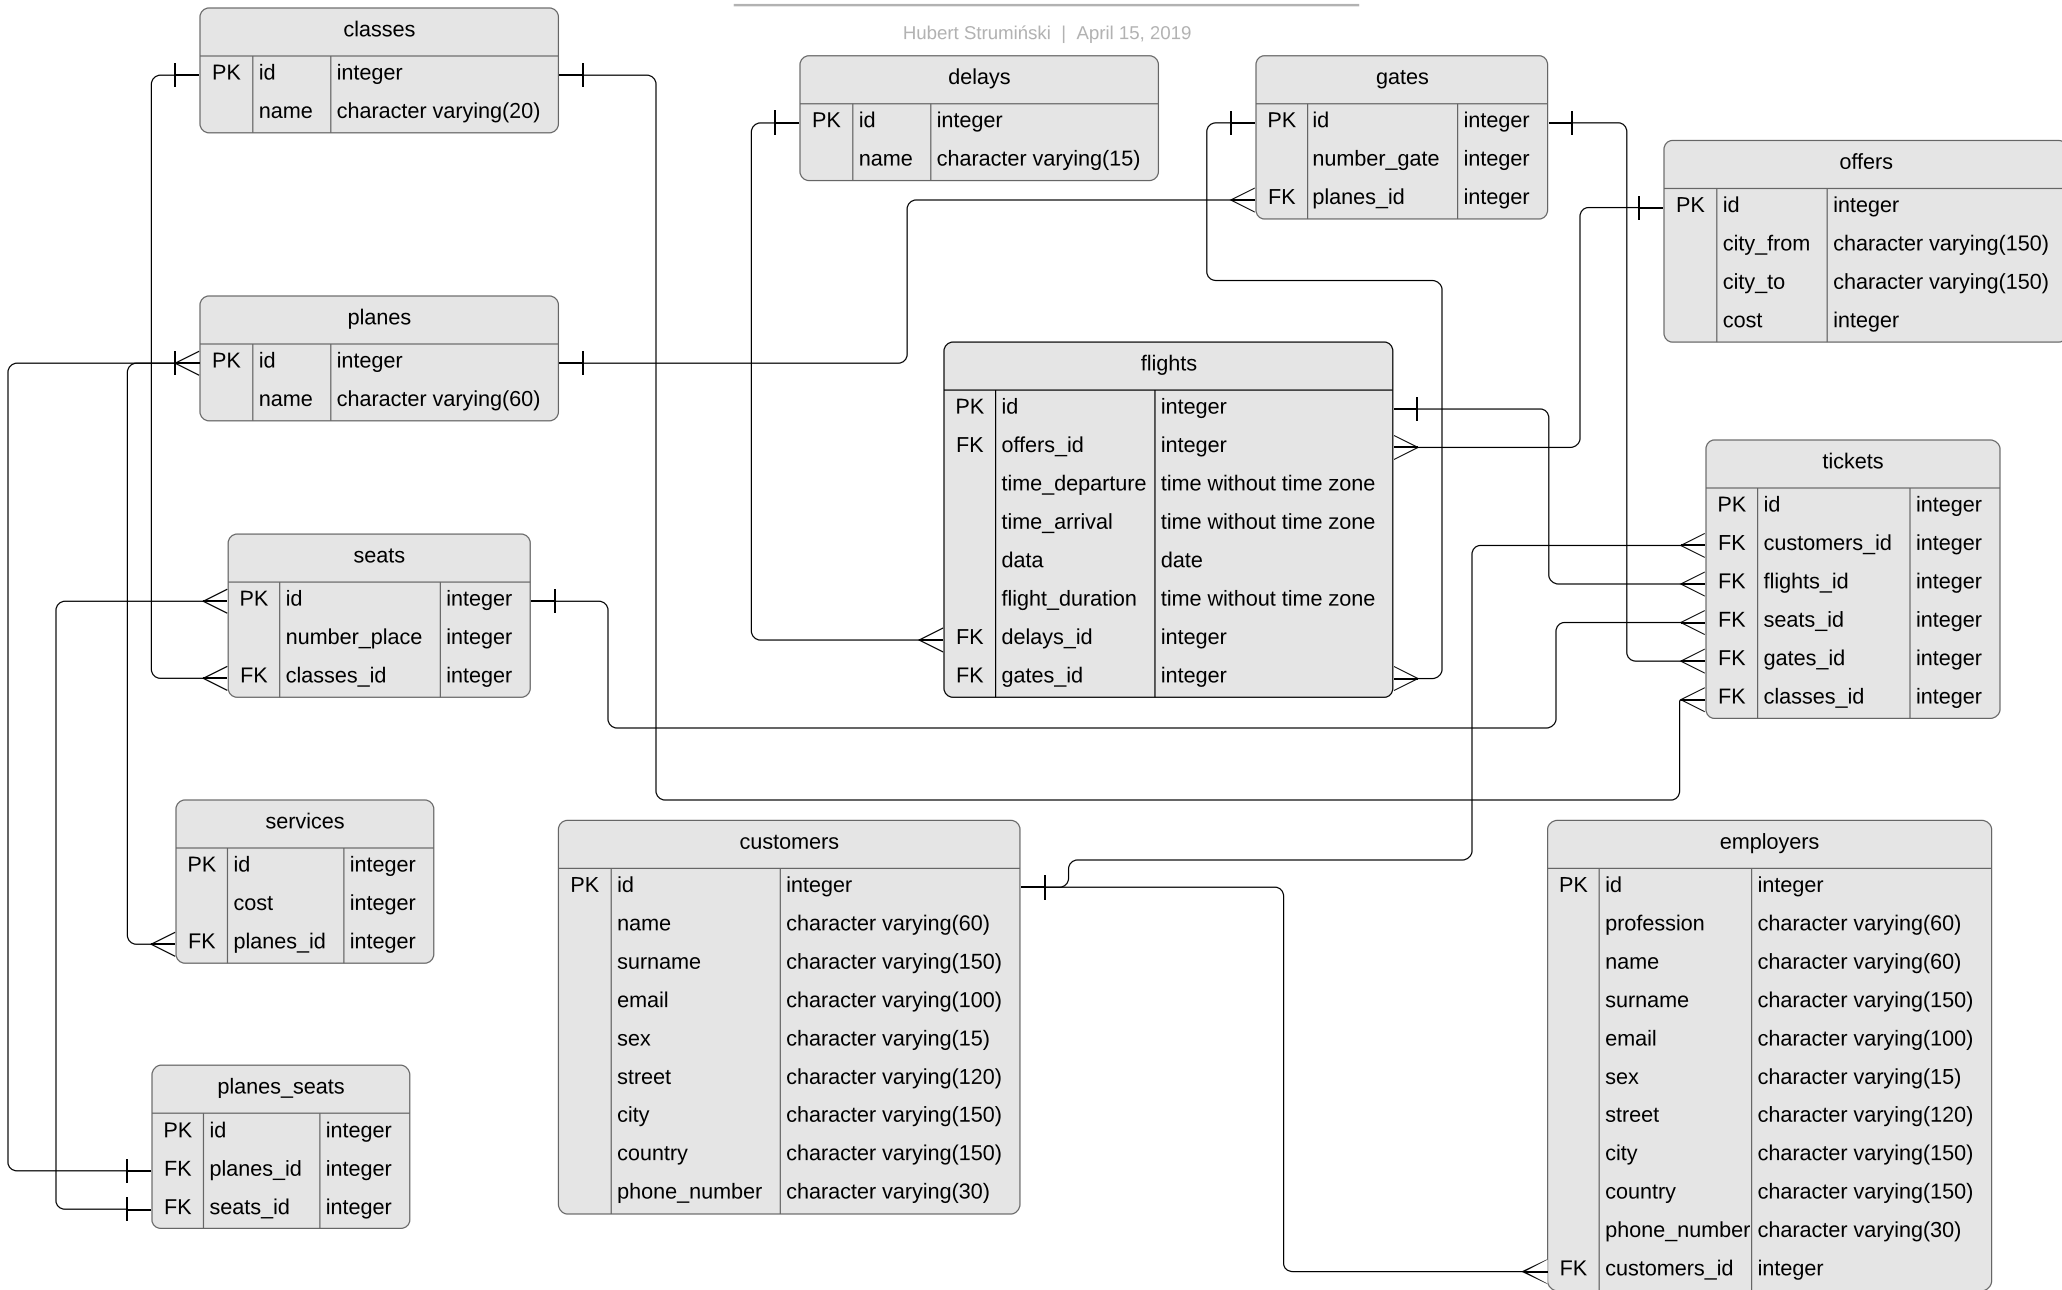 Hubert Strumiński | April 15, 2019
classes
PK id integer
name character varying(20)
delays
PK id integer
name character varying(15)
gates
PK id integer
number_gate integer
FK planes_id integer
offers
PK id integer
city_from character varying(150)
city_to character varying(150)
cost integer
planes
PK id integer
name character varying(60)
flights
PK id integer
FK offers_id integer
time_departure time without time zone
time_arrival time without time zone
data date
flight_duration time without time zone
FK delays_id integer
FK gates_id integer
tickets
PK id integer
FK customers_id integer
FK flights_id integer
FK seats_id integer
FK gates_id integer
FK classes_id integer
seats
PK id integer
number_place integer
FK classes_id integer
services
PK id integer
cost integer
FK planes_id integer
planes_seats
PK id integer
FK planes_id integer
FK seats_id integer
customers
PK id integer
name character varying(60)
surname character varying(150)
email character varying(100)
sex character varying(15)
street character varying(120)
city character varying(150)
country character varying(150)
phone_number character varying(30)
employers
PK id integer
profession character varying(60)
name character varying(60)
surname character varying(150)
email character varying(100)
sex character varying(15)
street character varying(120)
city character varying(150)
country character varying(150)
phone_number character varying(30)
FK customers_id integer